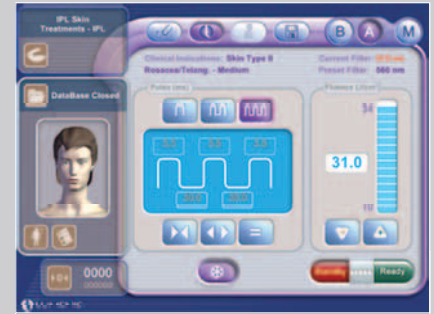 IPL Skin
Treatments - IPL
B A M
Clinical Indications: Skin Type II
Rosacea/Telang. - Medium
Current Filter:
Preset Filter: 560 nm
DataBase Closed
Pulse (ms)
Fluence (J/cm²)
34
31.0
10
0000
Standby
Ready